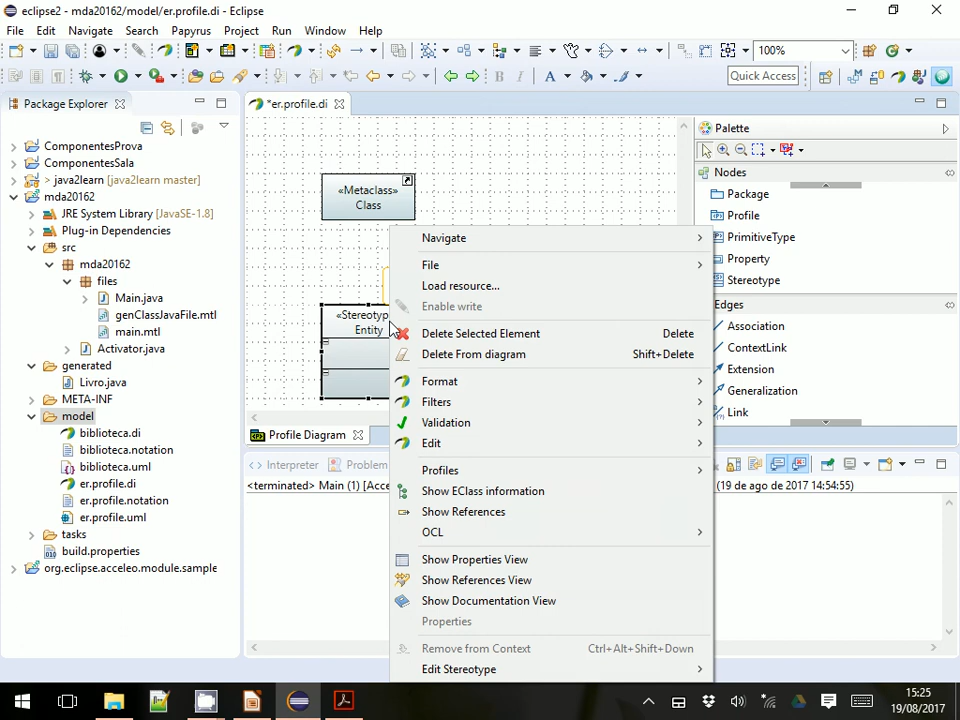 eclipse2 - mda20162/model/er.profile.di - Eclipse
File Edit Navigate Search Papyrus Project Run Window Help
100%
B I A
Quick Access
Package Explorer
*er.profile.di
ComponentesProva
ComponentesSala
> java2learn [java2learn master]
mda20162
JRE System Library [JavaSE-1.8]
Plug-in Dependencies
src
mda20162
files
Main.java
genClassJavaFile.mtl
main.mtl
Activator.java
generated
Livro.java
META-INF
model
biblioteca.di
biblioteca.notation
biblioteca.uml
er.profile.di
er.profile.notation
er.profile.uml
tasks
build.properties
org.eclipse.acceleo.module.sample
«Metaclass»
Class
«Stereotyp
Entity
Profile Diagram
Navigate
File
Load resource...
Enable write
Delete Selected Element Delete
Delete From diagram Shift+Delete
Format
Filters
Validation
Edit
Profiles
Show EClass information
Show References
OCL
Show Properties View
Show References View
Show Documentation View
Properties
Remove from Context Ctrl+Alt+Shift+Down
Edit Stereotype
Palette
Nodes
Package
Profile
PrimitiveType
Property
Stereotype
Edges
Association
ContextLink
Extension
Generalization
Link
Interpreter
Problem
<terminated> Main (1) [Acce
(19 de ago de 2017 14:54:55)
15:25
19/08/2017